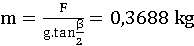 m = F / (g.tan β/2) = 0,3688 kg